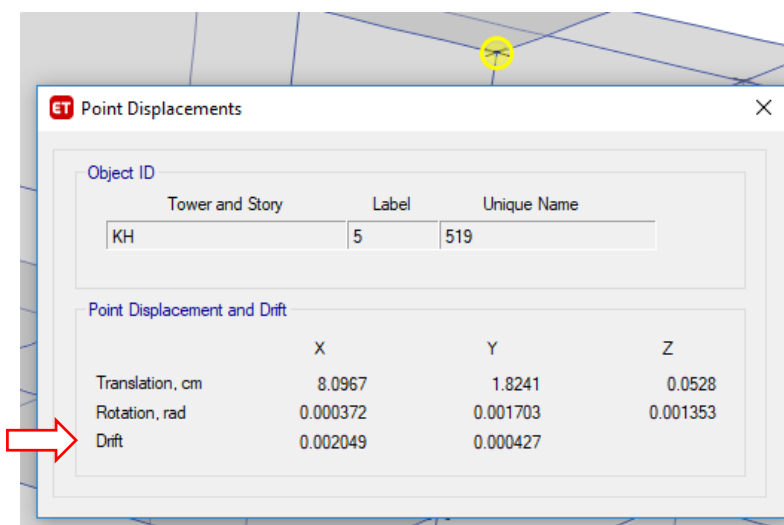 ET Point Displacements
Object ID
Tower and Story Label Unique Name
KH 5 519
Point Displacement and Drift
X Y Z
Translation, cm 8.0967 1.8241 0.0528
Rotation, rad 0.000372 0.001703 0.001353
Drift 0.002049 0.000427